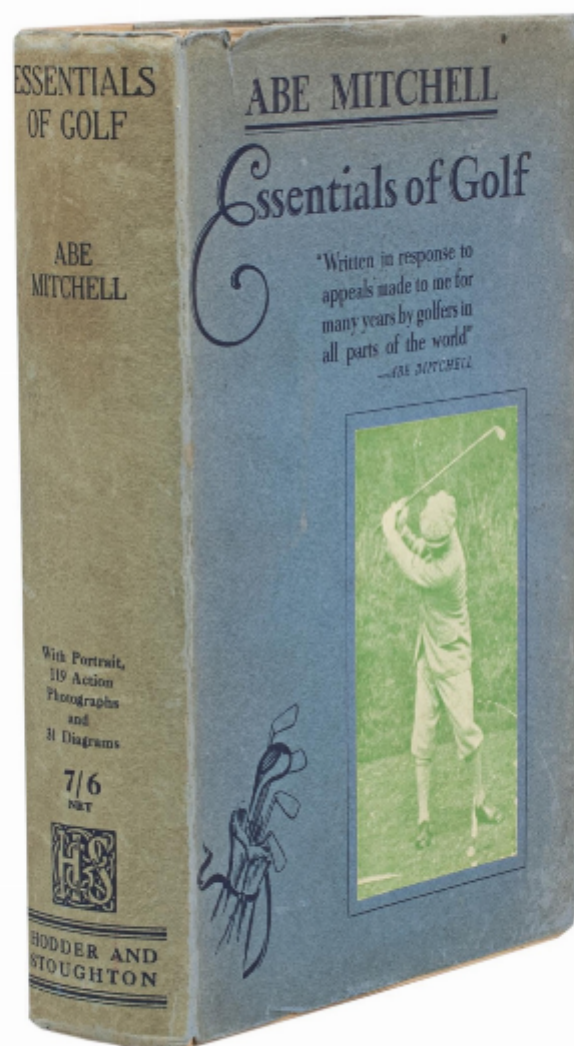 ESSENTIALS
OF GOLF
ABE
MITCHELL
With Portrait,
119 Action
Photographs
and
31 Diagrams
7/6
NET
HS
HODDER AND
STOUGHTON
ABE MITCHELL
Essentials of Golf
"Written in response to
appeals made to me for
many years by golfers in
all parts of the world"
—ABE MITCHELL